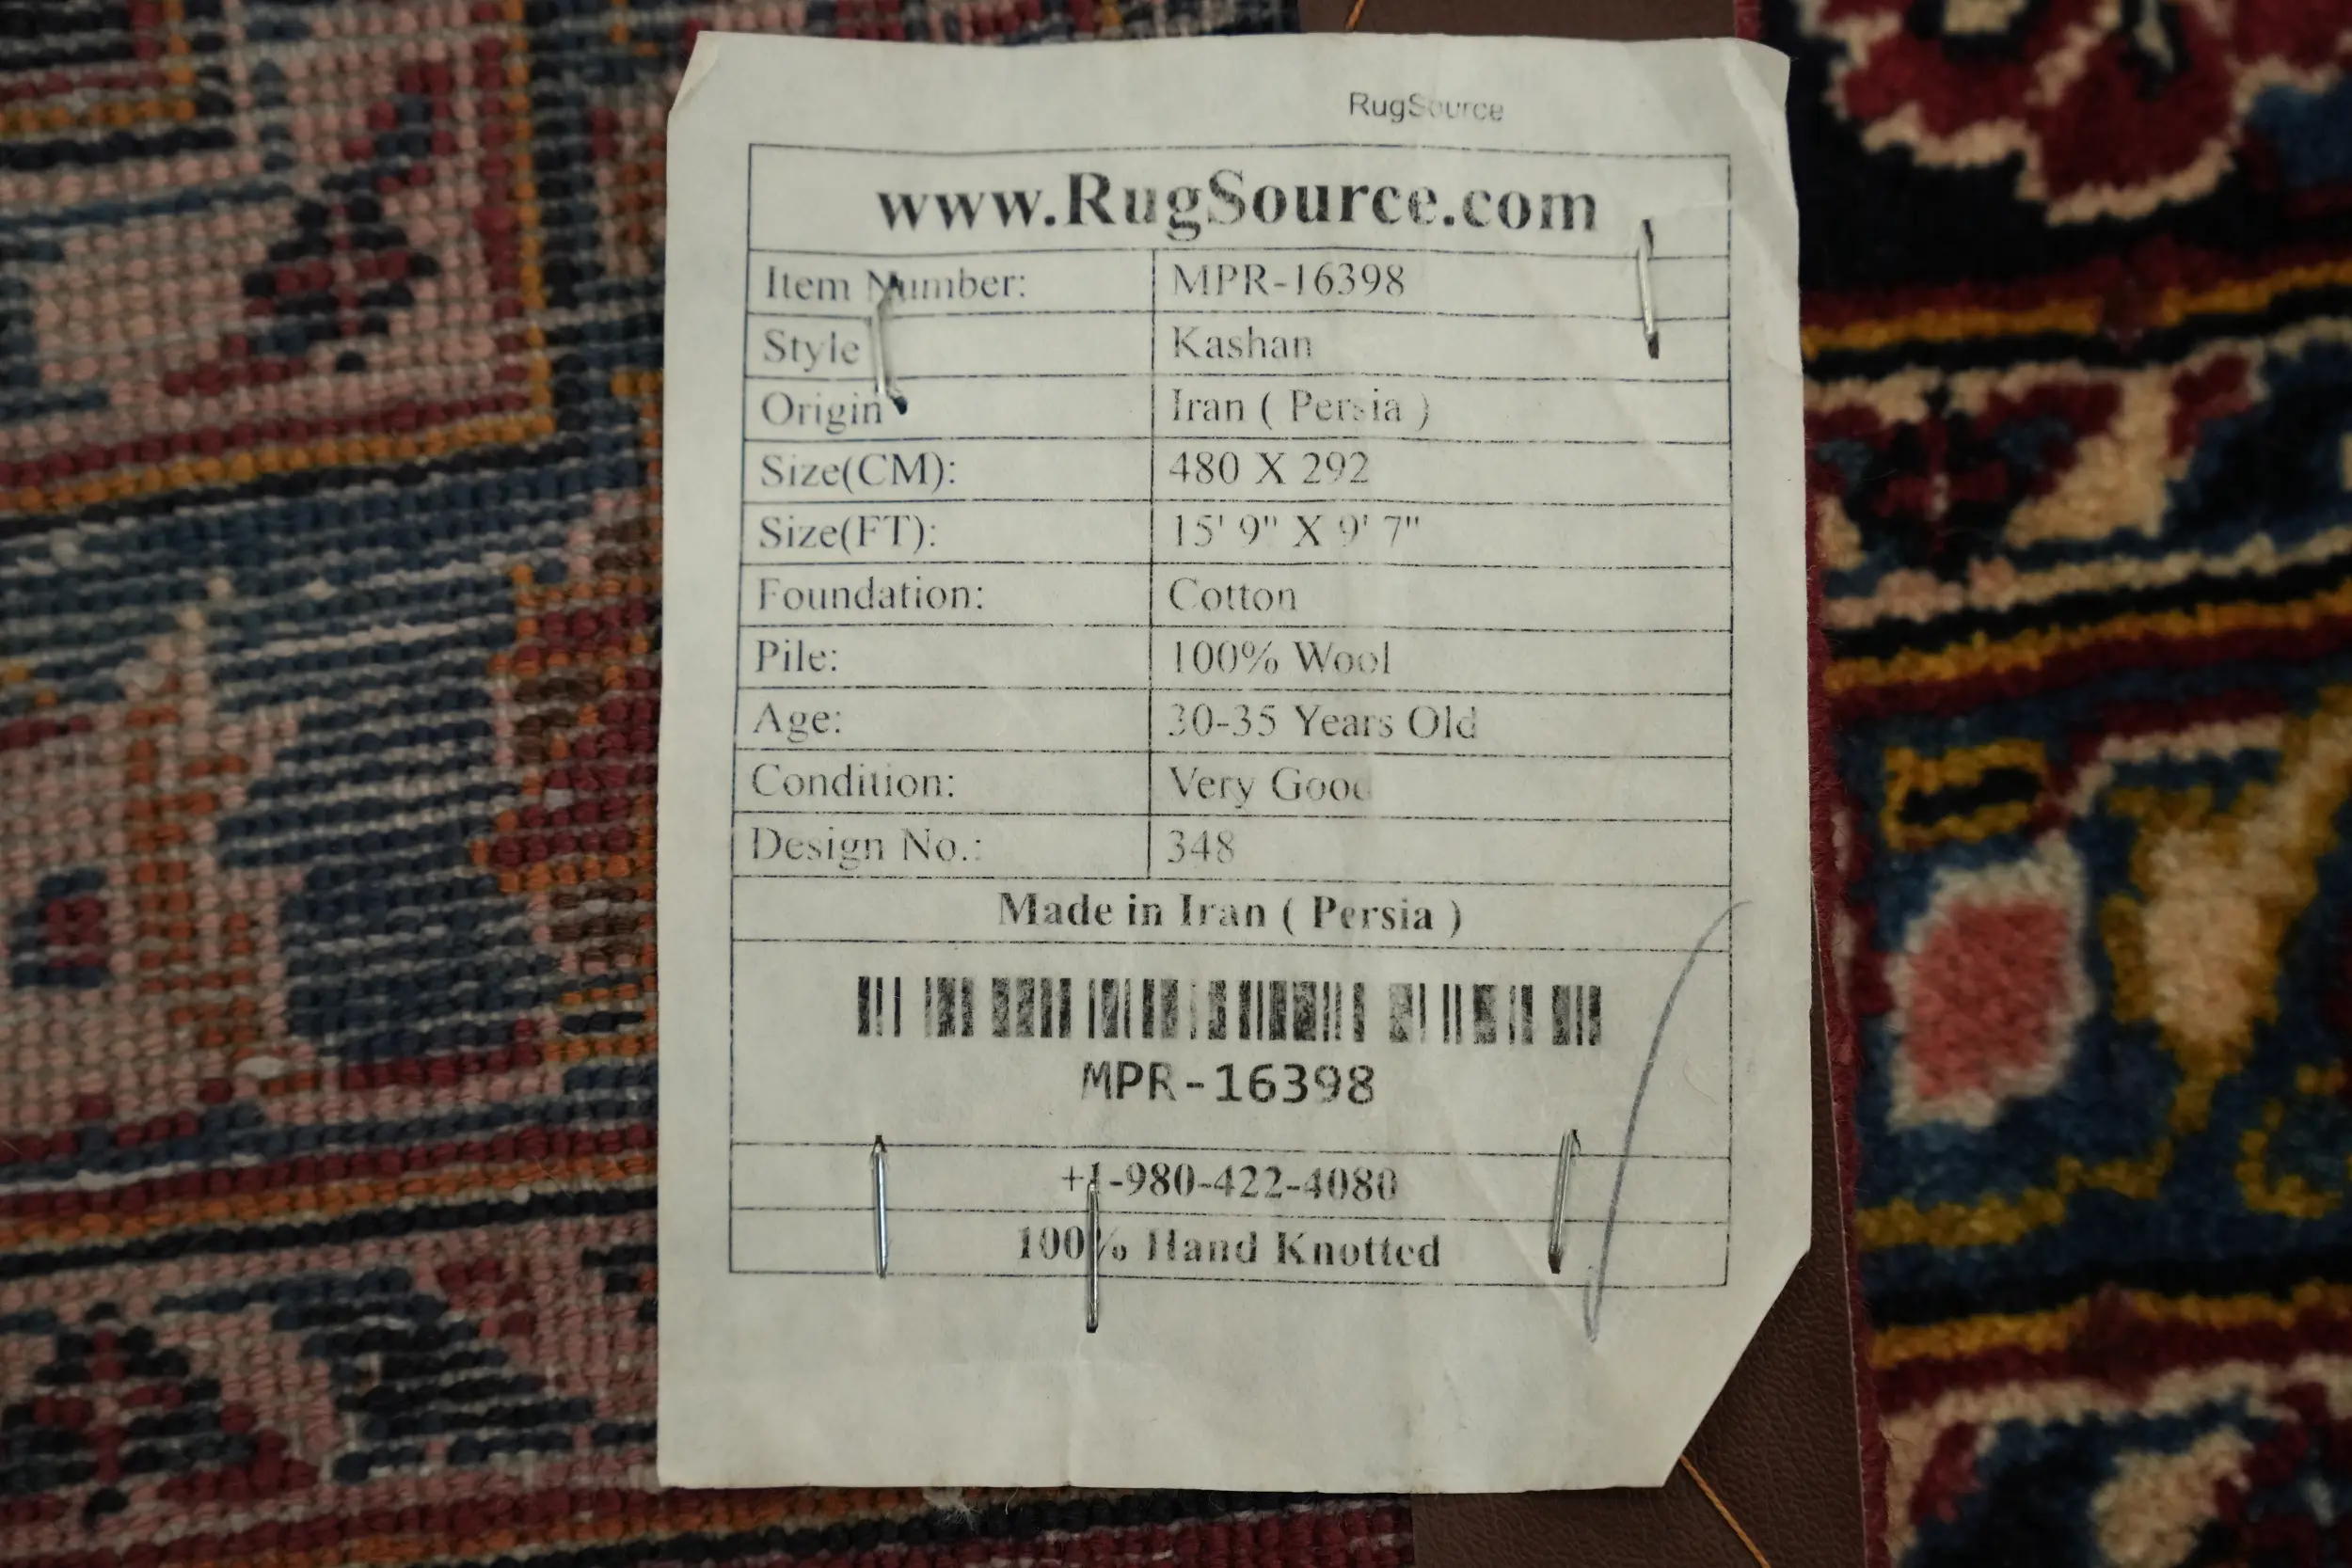 RugSource
www.RugSource.com
Item Number: MPR-16398
Style Kashan
Origin Iran ( Persia )
Size(CM): 480 X 292
Size(FT): 15' 9" X 9' 7"
Foundation: Cotton
Pile: 100% Wool
Age: 30-35 Years Old
Condition: Very Good
Design No.: 348
Made in Iran ( Persia )
MPR-16398
+1-980-422-4080
100% Hand Knotted